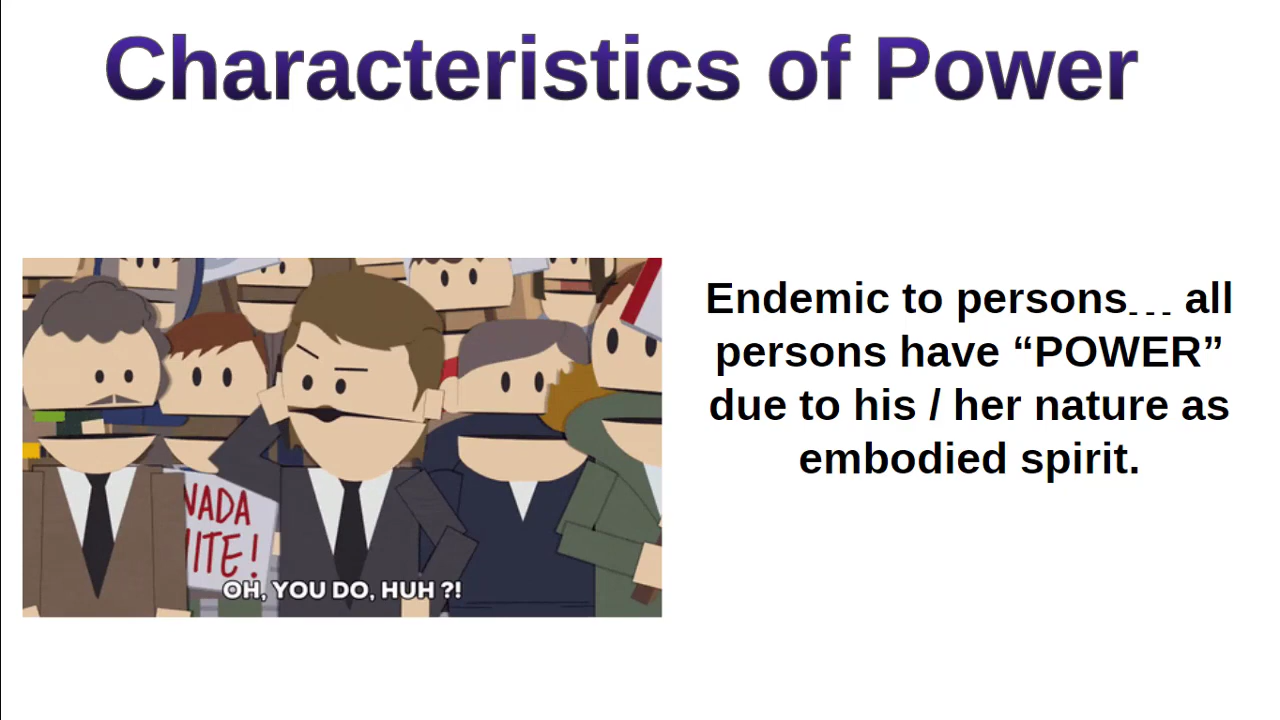 Characteristics of Power
Endemic to persons... all
persons have “POWER”
due to his / her nature as
embodied spirit.
NADA
ITE!
OH, YOU DO, HUH ?!